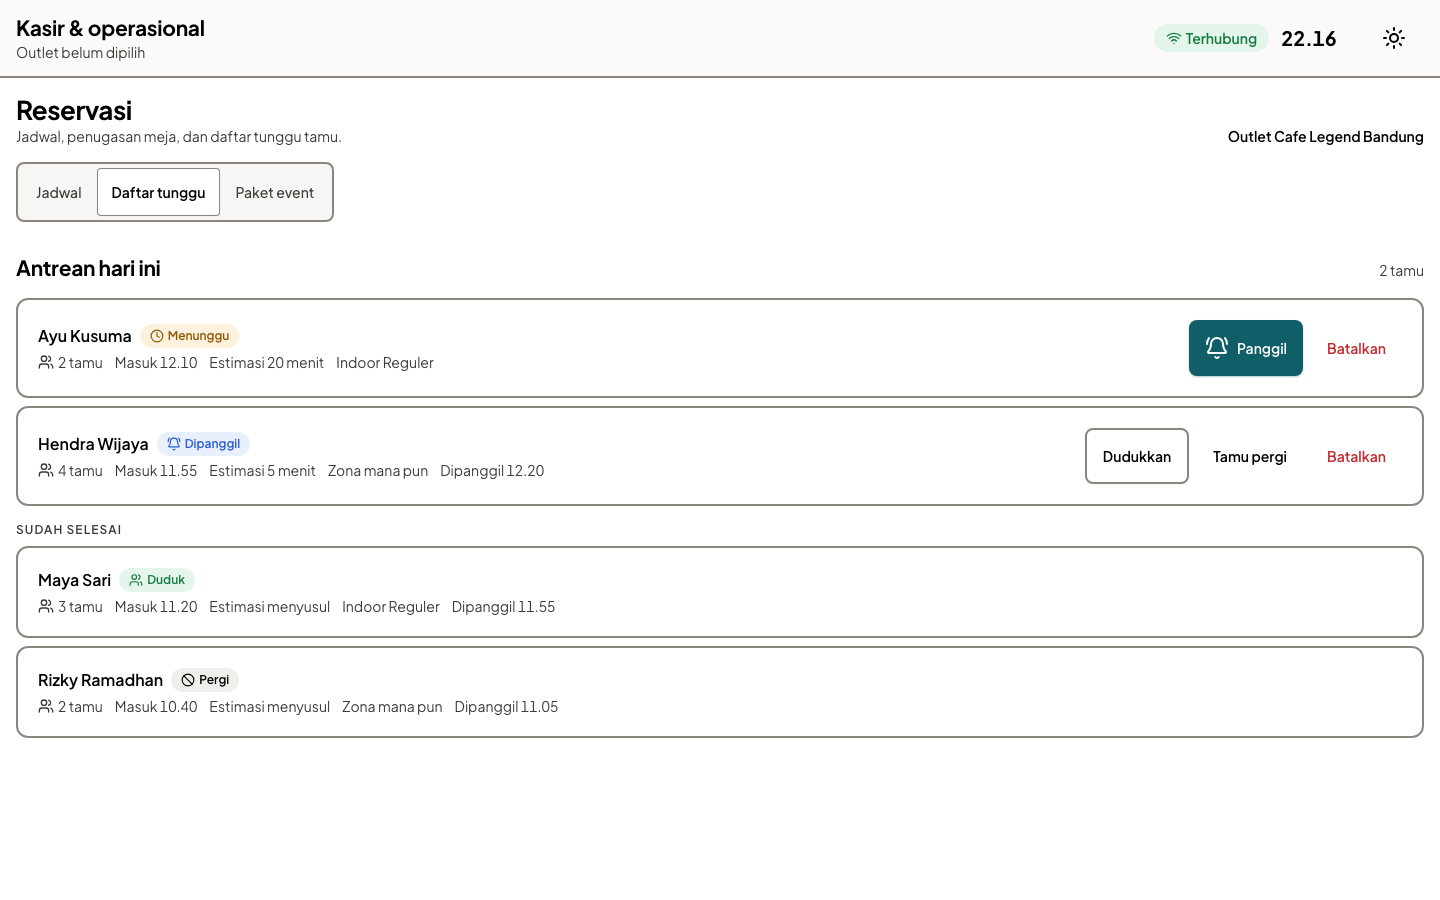 Kasir & operasional
Outlet belum dipilih
Terhubung
22.16
Reservasi
Jadwal, penugasan meja, dan daftar tunggu tamu.
Outlet Cafe Legend Bandung
Jadwal
Daftar tunggu
Paket event
Antrean hari ini
2 tamu
Ayu Kusuma
Menunggu
2 tamu Masuk 12.10 Estimasi 20 menit Indoor Reguler
Panggil
Batalkan
Hendra Wijaya
Dipanggil
4 tamu Masuk 11.55 Estimasi 5 menit Zona mana pun Dipanggil 12.20
Dudukkan
Tamu pergi
Batalkan
SUDAH SELESAI
Maya Sari
Duduk
3 tamu Masuk 11.20 Estimasi menyusul Indoor Reguler Dipanggil 11.55
Rizky Ramadhan
Pergi
2 tamu Masuk 10.40 Estimasi menyusul Zona mana pun Dipanggil 11.05